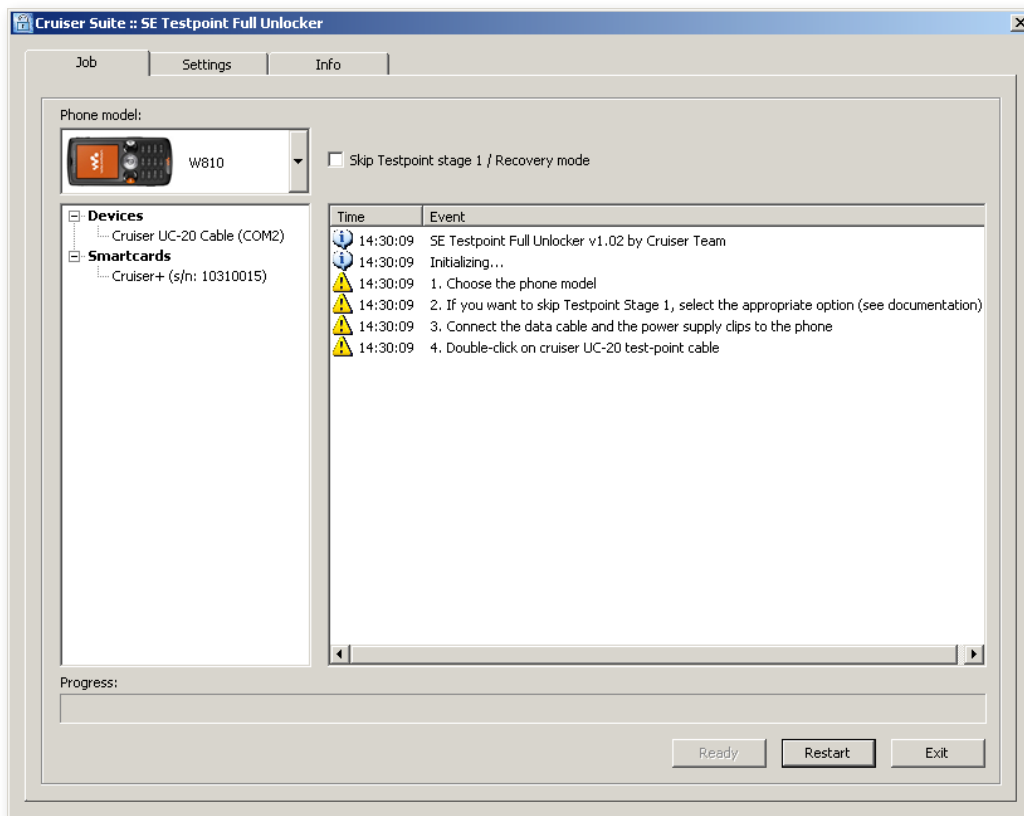 Cruiser Suite :: SE Testpoint Full Unlocker
Job Settings Info
Phone model:
W810
Skip Testpoint stage 1 / Recovery mode
Devices
Cruiser UC-20 Cable (COM2)
Smartcards
Cruiser+ (s/n: 10310015)
Time Event
14:30:09 SE Testpoint Full Unlocker v1.02 by Cruiser Team
14:30:09 Initializing...
14:30:09 1. Choose the phone model
14:30:09 2. If you want to skip Testpoint Stage 1, select the appropriate option (see documentation)
14:30:09 3. Connect the data cable and the power supply clips to the phone
14:30:09 4. Double-click on cruiser UC-20 test-point cable
Progress:
Ready Restart Exit